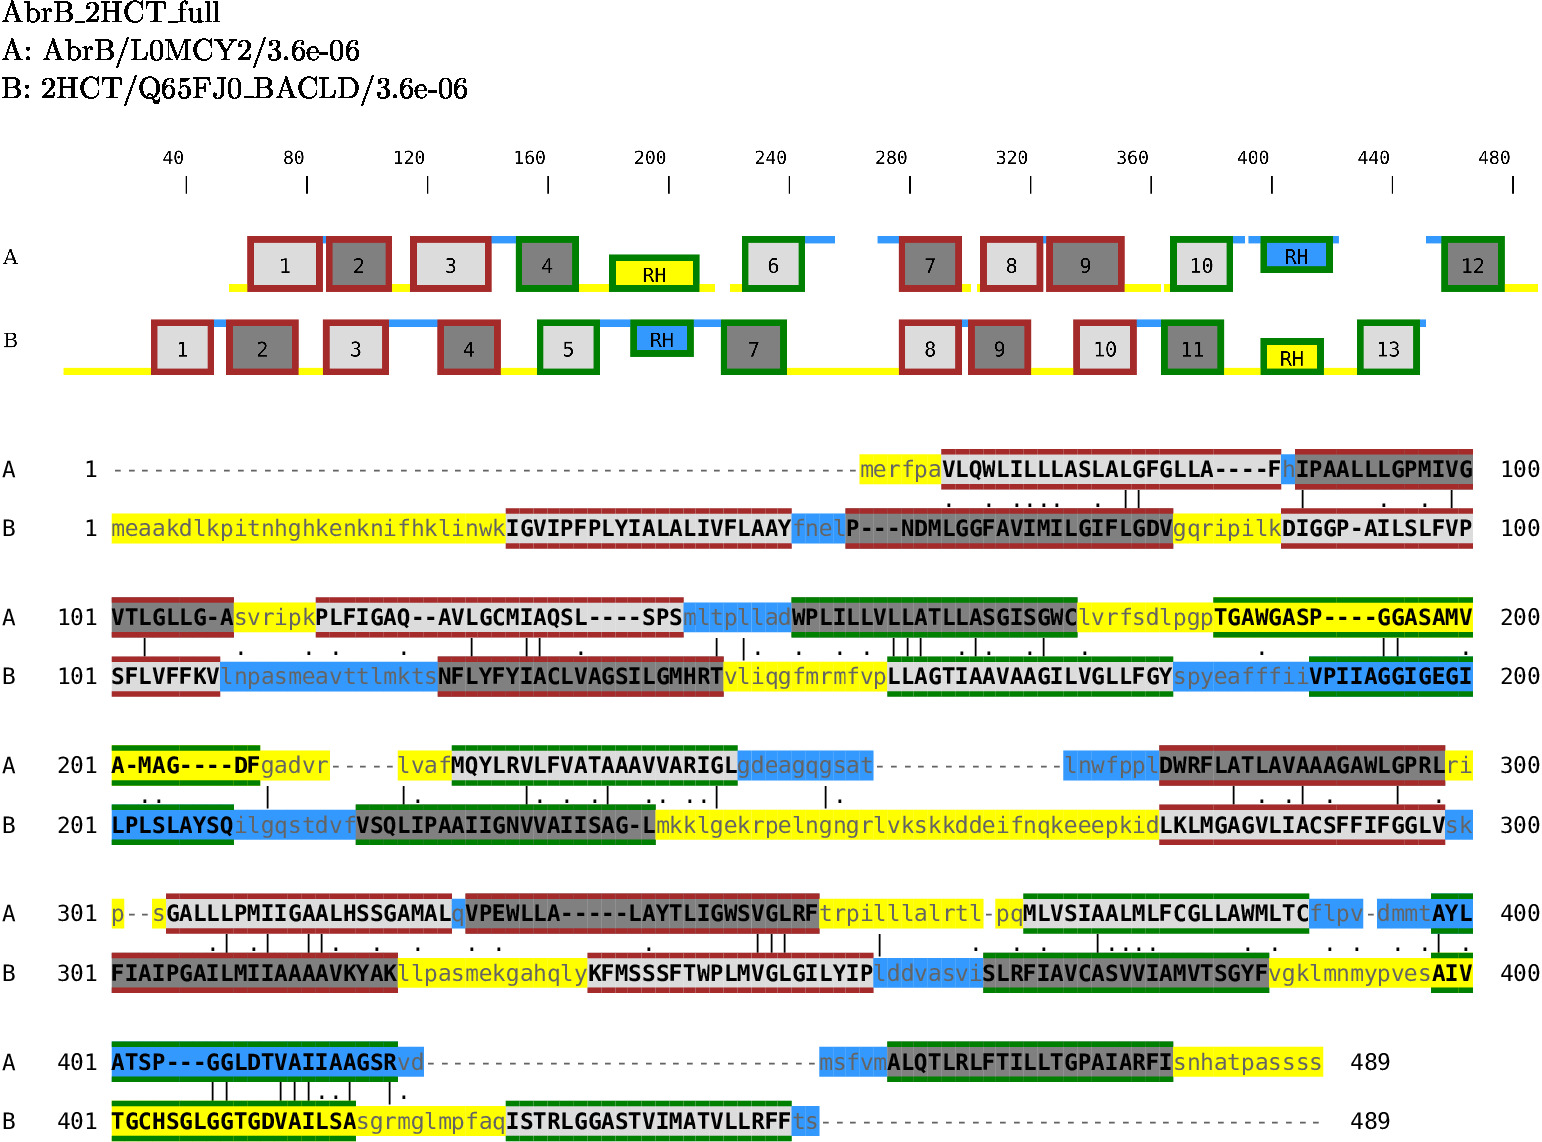 AbrB_2HCT_full
A: AbrB/L0MCY2/3.6e-06
B: 2HCT/Q65FJ0_BACLD/3.6e-06
40 80 120 160 200 240 280 320 360 400 440 480
A 1 2 3 4 RH 6 7 8 9 10 RH 12
B 1 2 3 4 5 RH 7 8 9 10 11 RH 13
A 1 -------------------------------------------------------merfpaVLQWLILLLASLALGFGLLA----FhIPAALLLGPMIVG 100
B 1 meaakdlkpitnhghkenknifhklinwkIGVIPFPLYIALALIVFLAAYfnelP---NDMLGGFAVIMILGIFLGDVgqripilkDIGGP-AILSLFVP 100
A 101 VTLGLLG-AsvripkPLFIGAQ--AVLGCMIAQSL----SPSmltplladWPLILLVLLATLLASGISGWClvrfsdlpgpTGAWGASP----GGASAMV 200
B 101 SFLVFFKVlnpasmeavttlmktsNFLYFYIACLVAGSILGMHRTvliqgfmrmfvpLLAGTIAAVAAGILVGLLFGYspyeafffiiVPIIAGGIGEGI 200
A 201 A-MAG----DFgadvr-----lvafMQYLRVLFVATAAAVVARIGLgdeagqgsat--------------lnwfpplDWRFLATLAVAAAGAWLGPRLri 300
B 201 LPLSLAYSQilgqstdvfVSQLIPAAIIGNVVAIISAG-LmkklgekrpelngngrlvkskkddeifnqkeeepkidLKLMGAGVLIACSFFIFGGLVsk 300
A 301 p--sGALLLPMIIGAALHSSGAMALqVPEWLLA-----LAYTLIGWSVGLRFtrpilllalrtl-pqMLVSIAALMLFCGLLAWMLTCflpv-dmmtAYL 400
B 301 FIAIPGAILMIIAAAAVKYAKllpasmekgahqlyKFMSSSFTWPLMVGLGILYIPlddvasviSLRFIAVCASVVIAMVTSGYFvgklmnmypvesAIV 400
A 401 ATSP---GGLDTVAIIAAGSRvd-----------------------------msfvmALQTLRLFTILLTGPAIARFIsnhatpassss 489
B 401 TGCHSGLGGTGDVAILSAsgrmglmpfaqISTRLGGASTVIMATVLLRFFts------------------------------------- 489